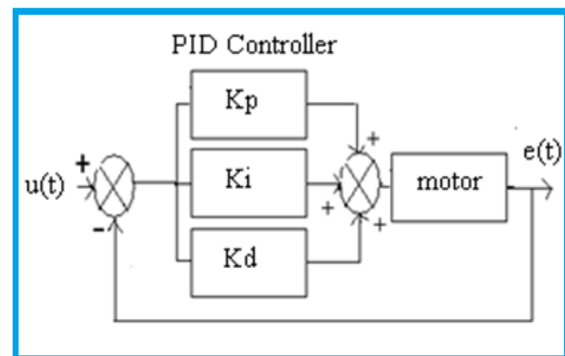 PID Controller
Kp
+
e(t)
+
u(t)
Ki
motor
+
-
+
Kd